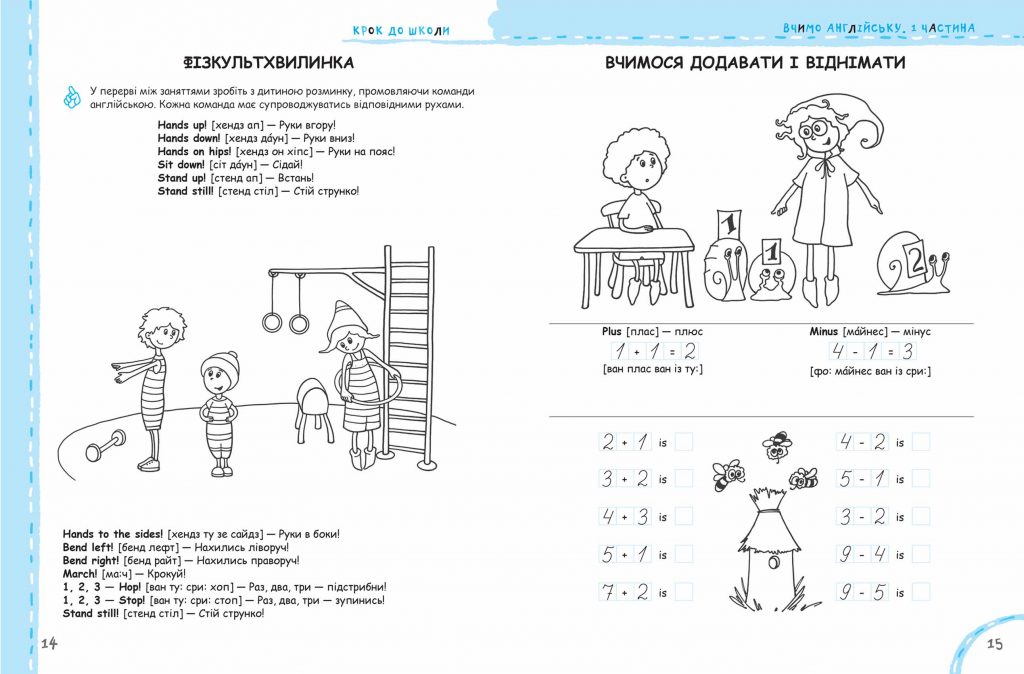 КРОК ДО ШКОЛИ
ФІЗКУЛЬТХВИЛИНКА
У перерві між заняттями зробіть з дитиною розминку, промовляючи команди
англійською. Кожна команда має супроводжуватись відповідними рухами.
Hands up! [хендз ап] — Руки вгору!
Hands down! [хендз да́ун] — Руки вниз!
Hands on hips! [хендз он хіпс] — Руки на пояс!
Sit down! [сіт да́ун] — Сідай!
Stand up! [стенд ап] — Встань!
Stand still! [стенд стіл] — Стій струнко!
Hands to the sides! [хендз ту зе сайдз] — Руки в боки!
Bend left! [бенд лефт] — Нахились ліворуч!
Bend right! [бенд райт] — Нахились праворуч!
March! [ма:ч] — Крокуй!
1, 2, 3 — Hop! [ван ту: сри: хоп] — Раз, два, три — підстрибни!
1, 2, 3 — Stop! [ван ту: сри: стоп] — Раз, два, три — зупинись!
Stand still! [стенд стіл] — Стій струнко!
14
ВЧИМО АНГЛІЙСЬКУ. 1 ЧАСТИНА
ВЧИМОСЯ ДОДАВАТИ І ВІДНІМАТИ
1
1
2
Plus [плас] — плюс
1 + 1 = 2
[ван плас ван із ту:]
Minus [ма́йнес] — мінус
4 - 1 = 3
[фо: ма́йнес ван із сри:]
2 + 1 is
3 + 2 is
4 + 3 is
5 + 1 is
7 + 2 is
4 - 2 is
5 - 1 is
3 - 2 is
9 - 4 is
9 - 5 is
15